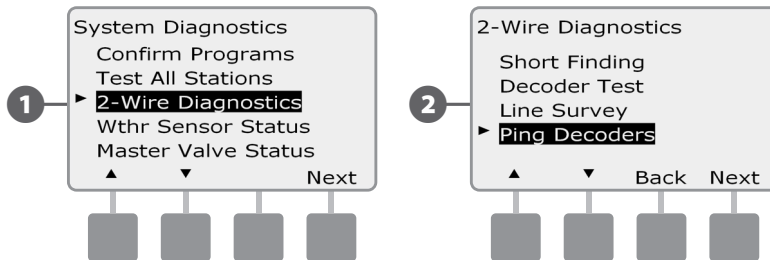 1
System Diagnostics
Confirm Programs
Test All Stations
► 2-Wire Diagnostics
Wthr Sensor Status
Master Valve Status
▲ ▼ Next
2
2-Wire Diagnostics
Short Finding
Decoder Test
Line Survey
► Ping Decoders
▲ ▼ Back Next